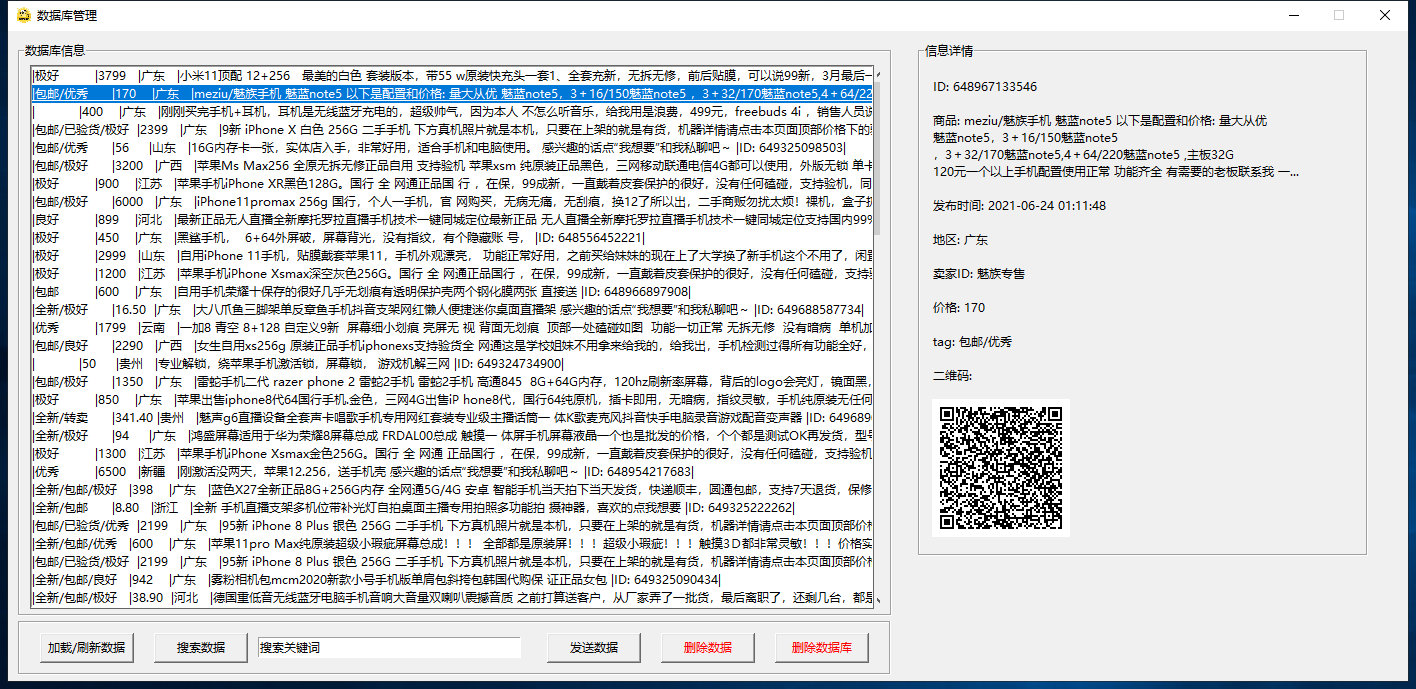 数据库管理
数据库信息
|极好 |3799 |广东 |小米11顶配 12+256 最美的白色 套装版本，带55 w原装快充头一套1、全套充新，无拆无修，前后贴膜，可以说99新，3月最后一
|包邮/优秀 |170 |广东 |meziu/魅族手机 魅蓝note5 以下是配置和价格: 量大从优 魅蓝note5，3＋16/150魅蓝note5 ，3＋32/170魅蓝note5,4＋64/22
| |400 |广东 |刚刚买完手机+耳机，耳机是无线蓝牙充电的，超级帅气，因为本人 不怎么听音乐，给我用是浪费，499元，freebuds 4i ，销售人员说
|包邮/已验货/极好 |2399 |广东 |9新 iPhone X 白色 256G 二手手机 下方真机照片就是本机，只要在上架的就是有货，机器详情请点击本页面顶部价格下的
|包邮/优秀 |56 |山东 |16G内存卡一张，实体店入手，非常好用，适合手机和电脑使用。 感兴趣的话点“我想要”和我私聊吧～ |ID: 649325098503|
|包邮/极好 |3200 |广西 |苹果Ms Max256 全原无拆无修正品自用 支持验机 苹果xsm 纯原装正品黑色，三网移动联通电信4G都可以使用，外版无锁 单卡
|极好 |900 |江苏 |苹果手机iPhone XR黑色128G。国行 全 网通正品国 行 ，在保，99成新，一直戴着皮套保护的很好，没有任何磕碰，支持验机，同
|包邮/极好 |6000 |广东 |iPhone11promax 256g 国行，个人一手机，官 网购买，无病无痛，无刮痕，换12了所以出，二手商贩勿扰太烦！裸机，盒子
|良好 |899 |河北 |最新正品无人直播全新摩托罗拉直播手机技术一键同城定位最新正品 无人直播全新摩托罗拉直播手机技术一键同城定位支持国内99%
|极好 |450 |广东 |黑鲨手机， 6+64外屏破，屏幕背光，没有指纹，有个隐藏账 号， |ID: 648556452221|
|极好 |2999 |山东 |自用iPhone 11手机，贴膜戴套苹果11，手机外观漂亮， 功能正常好用，之前买给妹妹的现在上了大学换了新手机这个不用了，闲置
|极好 |1200 |江苏 |苹果手机iPhone Xsmax深空灰色256G。国行 全 网通正品国行 ，在保，99成新，一直戴着皮套保护的很好，没有任何磕碰，支持
|包邮 |600 |广东 |自用手机荣耀十保存的很好几乎无划痕有透明保护壳两个钢化膜两张 直接送 |ID: 648966897908|
|全新/极好 |16.50 |广东 |大八爪鱼三脚架单反章鱼手机抖音支架网红懒人便捷迷你桌面直播架 感兴趣的话点“我想要”和我私聊吧～ |ID: 649688587734|
|优秀 |1799 |云南 |一加8 青空 8+128 自定义9新 屏幕细小划痕 亮屏无 视 背面无划痕 顶部一处磕碰如图 功能一切正常 无拆无修 没有暗病 单机加
|包邮/良好 |2290 |广西 |女生自用xs256g 原装正品手机iphonexs支持验货全 网通这是学校姐妹不用拿来给我的，给我出，手机检测过得所有功能全好，
| |50 |贵州 |专业解锁，绕苹果手机激活锁，屏幕锁， 游戏机解三网 |ID: 649324734900|
|包邮/极好 |1350 |广东 |雷蛇手机二代 razer phone 2 雷蛇2手机 雷蛇2手机 高通845 8G+64G内存，120hz刷新率屏幕，背后的logo会亮灯，镜面黑，
|极好 |850 |广东 |苹果出售iphone8代64国行手机.金色，三网4G出售iP hone8代，国行64纯原机，插卡即用，无暗病，指纹灵敏，手机纯原装无任何
|全新/转卖 |341.40 |贵州 |魅声g6直播设备全套声卡唱歌手机专用网红套装专业级主播话筒一 体K歌麦克风抖音快手电脑录音游戏配音变声器 |ID: 649689
|全新/极好 |94 |广东 |鸿盛屏幕适用于华为荣耀8屏幕总成 FRDAL00总成 触摸一 体屏手机屏幕液晶一个也是批发的价格，个个都是测试OK再发货，型号
|极好 |1300 |江苏 |苹果手机iPhone Xsmax金色256G。国行 全 网通 正品国行 ，在保，99成新，一直戴着皮套保护的很好，没有任何磕碰，支持验机
|优秀 |6500 |新疆 |刚激活没两天，苹果12.256，送手机壳 感兴趣的话点“我想要”和我私聊吧～ |ID: 648954217683|
|全新/包邮/极好 |398 |广东 |蓝色X27全新正品8G+256G内存 全网通5G/4G 安卓 智能手机当天拍下当天发货，快递顺丰，圆通包邮，支持7天退货，保修
|全新/包邮 |8.80 |浙江 |全新 手机直播支架多机位带补光灯自拍桌面主播专用拍照多功能拍 摄神器，喜欢的点我想要 |ID: 649325222262|
|包邮/已验货/优秀 |2199 |广东 |95新 iPhone 8 Plus 银色 256G 二手手机 下方真机照片就是本机，只要在上架的就是有货，机器详情请点击本页面顶部价
|全新/包邮/优秀 |600 |广东 |苹果11pro Max纯原装超级小瑕疵屏幕总成！！！ 全部都是原装屏！！！超级小瑕疵！！！触摸3D都非常灵敏！！！价格实
|包邮/已验货/极好 |2199 |广东 |95新 iPhone 8 Plus 银色 256G 二手手机 下方真机照片就是本机，只要在上架的就是有货，机器详情请点击本页面顶部价
|全新/包邮/良好 |942 |广东 |雾粉相机包mcm2020新款小号手机版单肩包斜挎包韩国代购保 证正品女包 |ID: 649325090434|
|全新/包邮/极好 |38.90 |河北 |德国重低音无线蓝牙电脑手机音响大音量双喇叭震撼音质 之前打算送客户，从厂家弄了一批货，最后离职了，还剩几台，都是
加载/刷新数据 搜索数据 搜索关键词 发送数据 删除数据 删除数据库
信息详情
ID: 648967133546
商品: meziu/魅族手机 魅蓝note5 以下是配置和价格: 量大从优
魅蓝note5，3＋16/150魅蓝note5
，3＋32/170魅蓝note5,4＋64/220魅蓝note5 ,主板32G
120元一个以上手机配置使用正常 功能齐全 有需要的老板联系我 一...
发布时间: 2021-06-24 01:11:48
地区: 广东
卖家ID: 魅族专售
价格: 170
tag: 包邮/优秀
二维码: